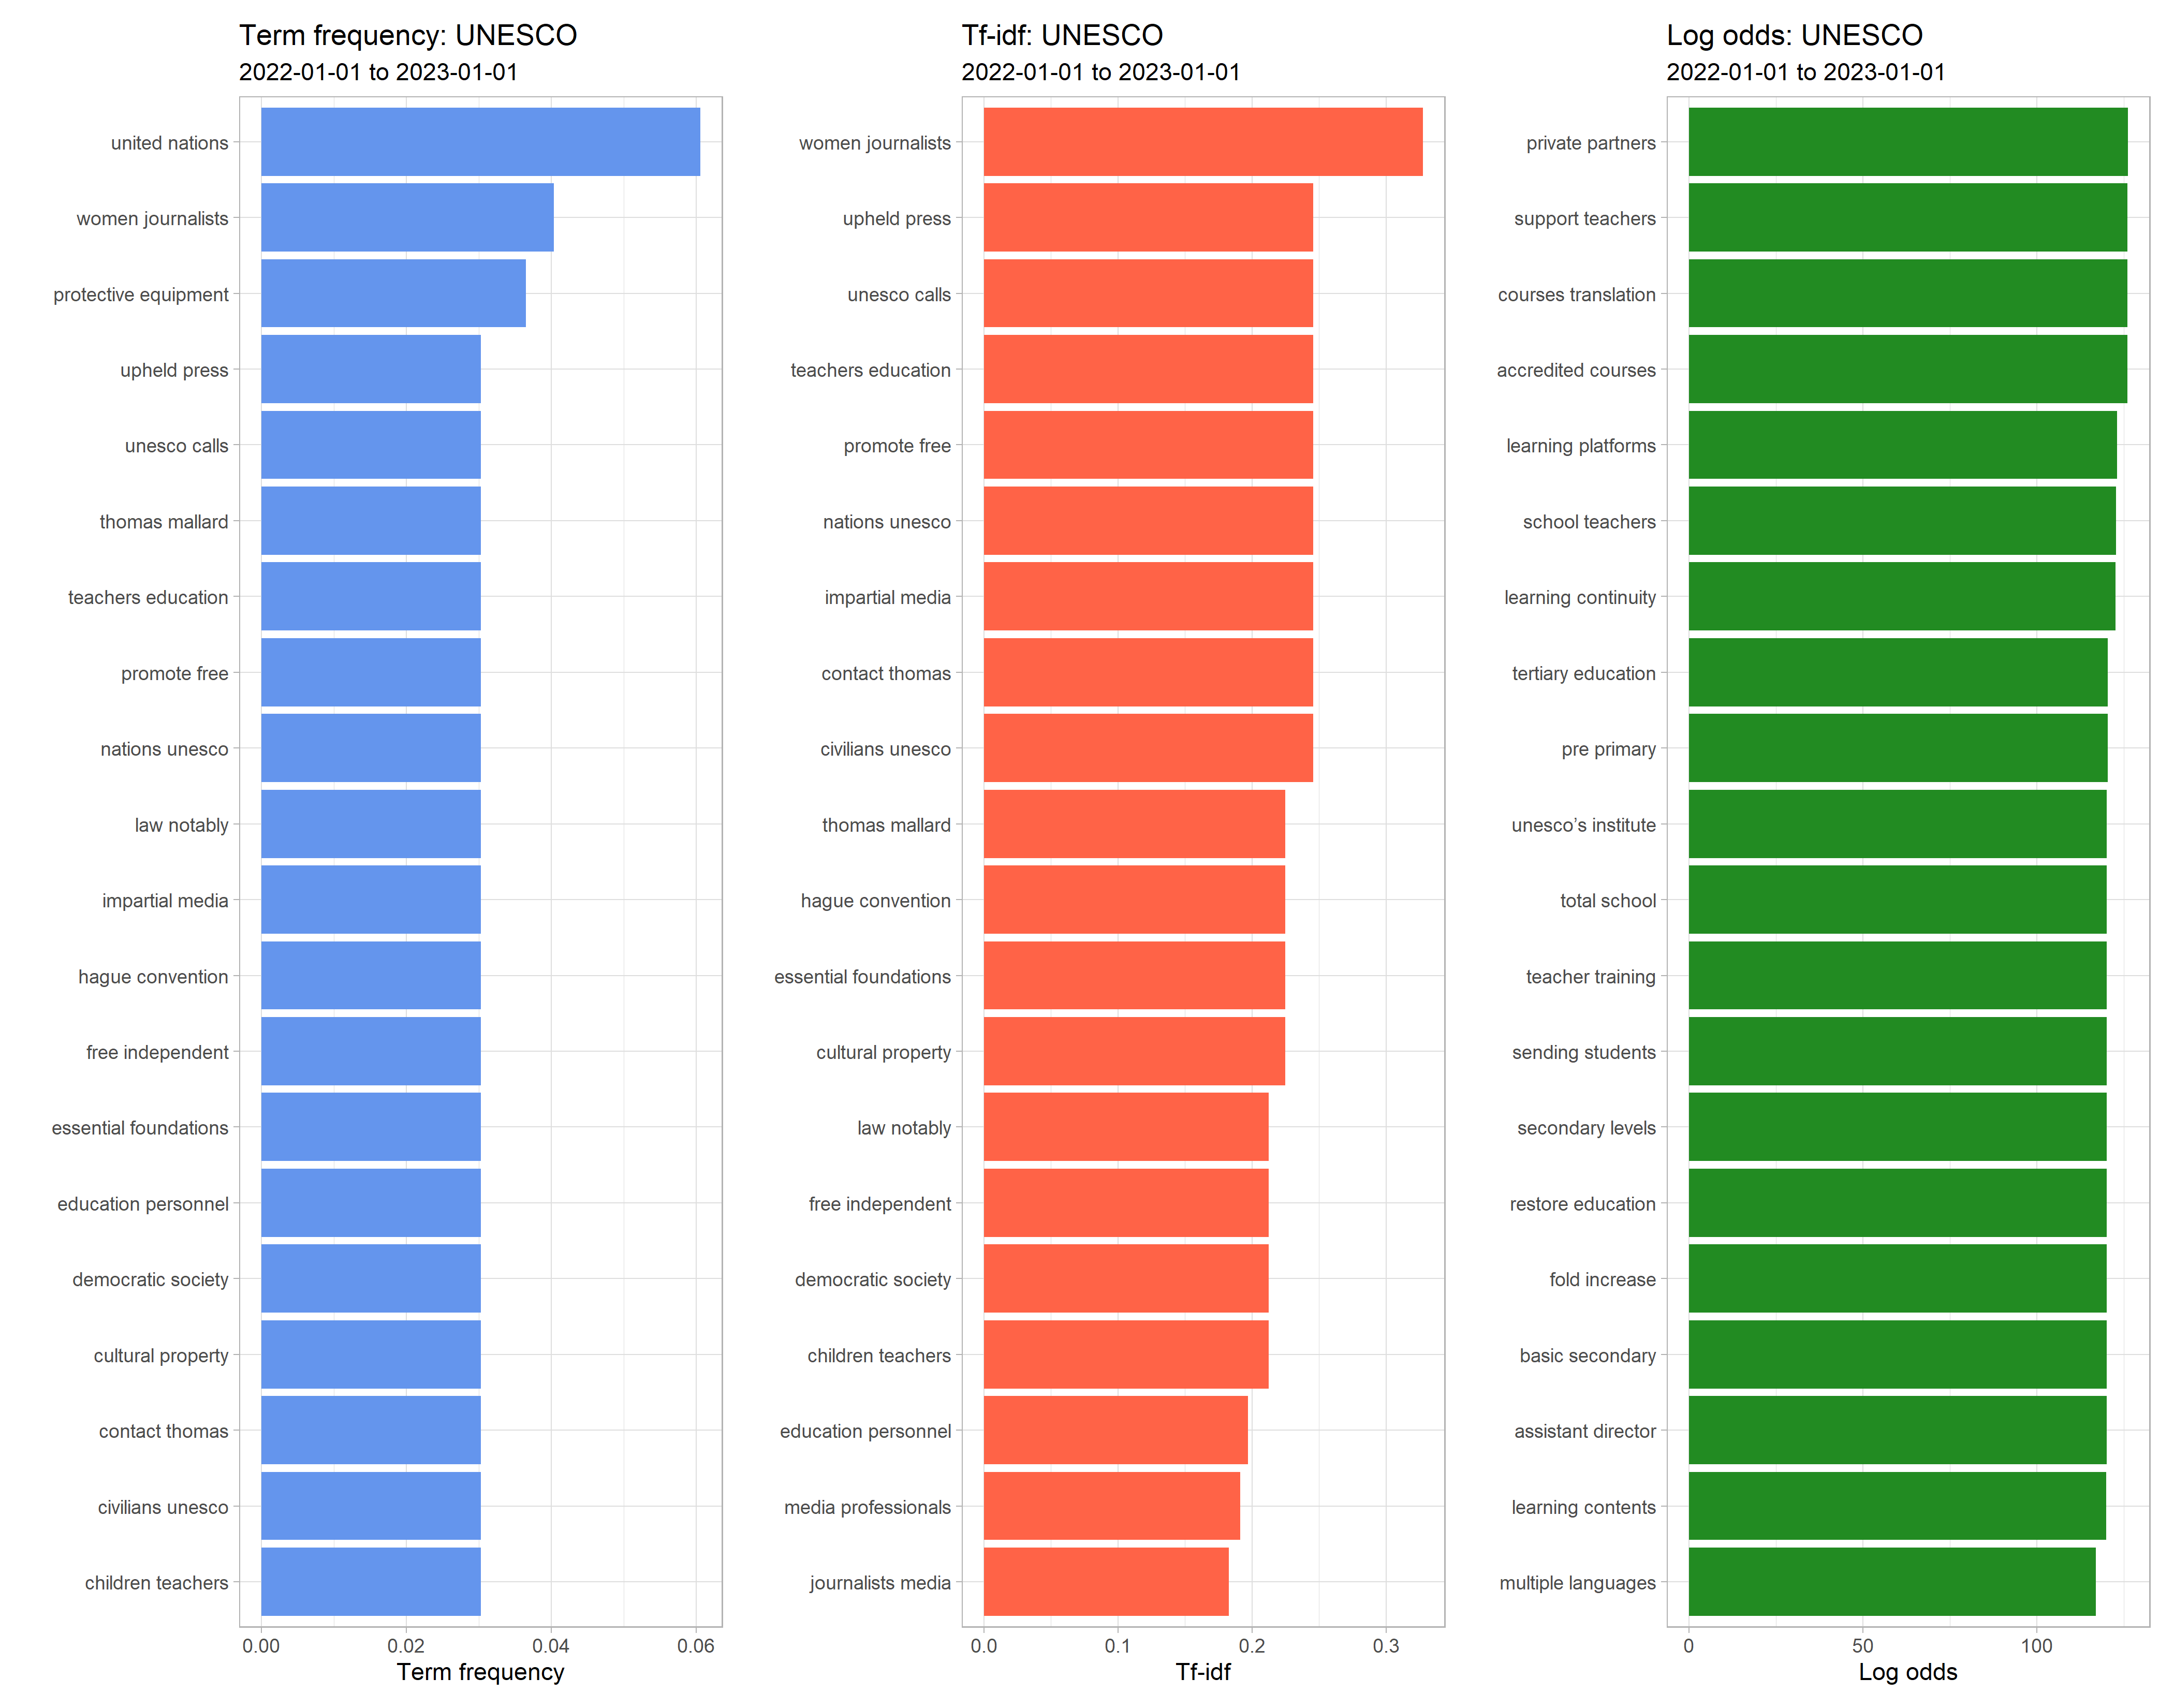 Term frequency: UNESCO
2022-01-01 to 2023-01-01
united nations
women journalists
protective equipment
upheld press
unesco calls
thomas mallard
teachers education
promote free
nations unesco
law notably
impartial media
hague convention
free independent
essential foundations
education personnel
democratic society
cultural property
contact thomas
civilians unesco
children teachers
0.00 0.02 0.04 0.06
Term frequency
Tf-idf: UNESCO
2022-01-01 to 2023-01-01
women journalists
upheld press
unesco calls
teachers education
promote free
nations unesco
impartial media
contact thomas
civilians unesco
thomas mallard
hague convention
essential foundations
cultural property
law notably
free independent
democratic society
children teachers
education personnel
media professionals
journalists media
0.0 0.1 0.2 0.3
Tf-idf
Log odds: UNESCO
2022-01-01 to 2023-01-01
private partners
support teachers
courses translation
accredited courses
learning platforms
school teachers
learning continuity
tertiary education
pre primary
unesco’s institute
total school
teacher training
sending students
secondary levels
restore education
fold increase
basic secondary
assistant director
learning contents
multiple languages
0 50 100
Log odds